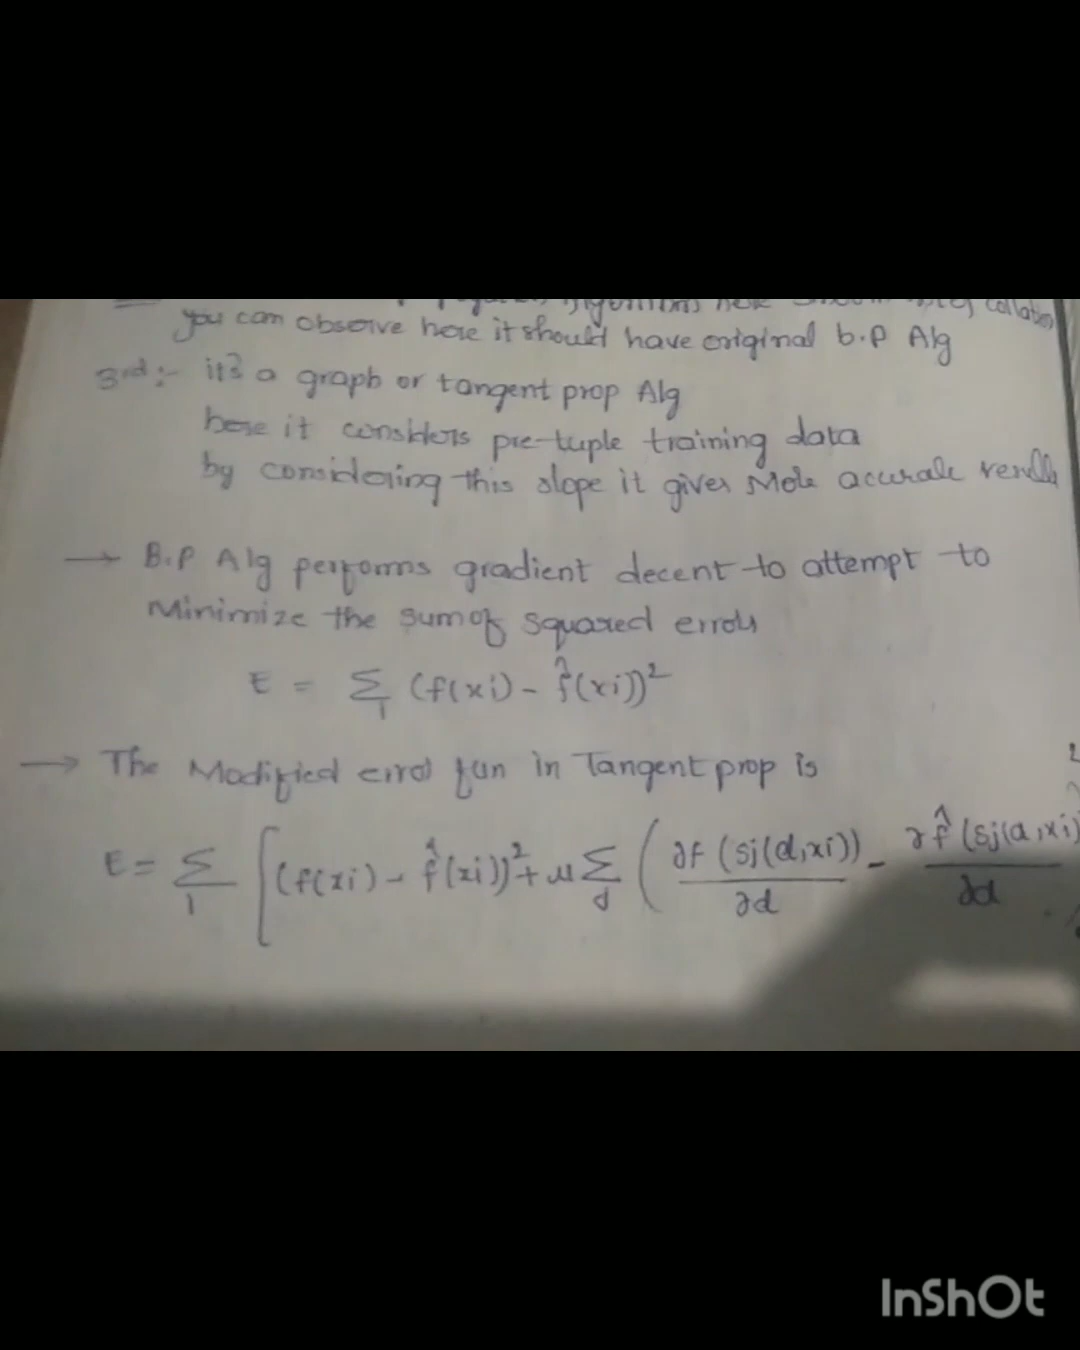 you can observe here it should have original b.p Alg
3rd:- it's a graph or tangent prop Alg
here it considers pre-tuple training data
by considering this slope it gives more accurate
→ B.P Alg performs gradient decent to attempt to
Minimize the sum of squared errors
E = Σ i (f(xi) - f̂(xi))²
→ The Modified error fun in Tangent prop is
E = Σ i [(f(xi) - f̂(xi))² + μ Σ j (∂f(sj(α,xi))/∂α - ∂f̂(sj(α,xi)/∂α
InShOt